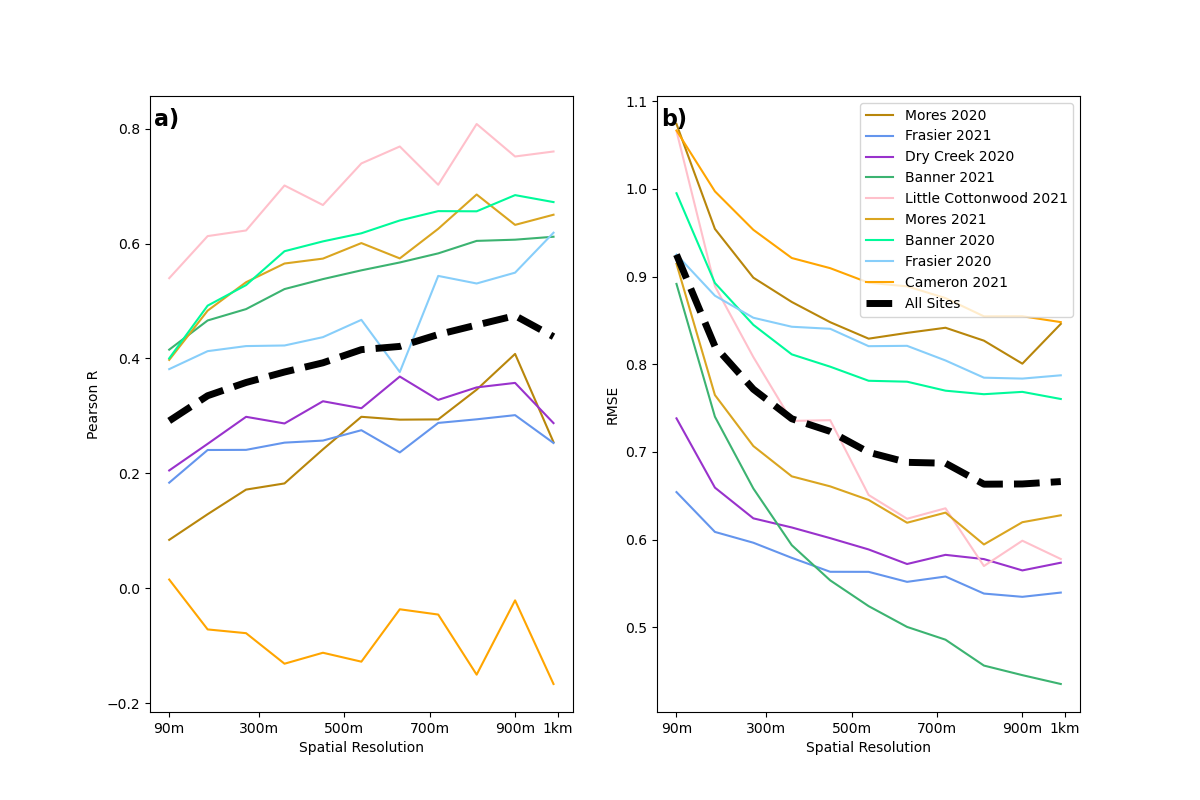 a)
0.8
0.6
0.4
0.2
0.0
−0.2
Pearson R
90m 300m 500m 700m 900m 1km
Spatial Resolution
b)
1.1
1.0
0.9
0.8
0.7
0.6
0.5
RMSE
90m 300m 500m 700m 900m 1km
Spatial Resolution
Mores 2020
Frasier 2021
Dry Creek 2020
Banner 2021
Little Cottonwood 2021
Mores 2021
Banner 2020
Frasier 2020
Cameron 2021
All Sites